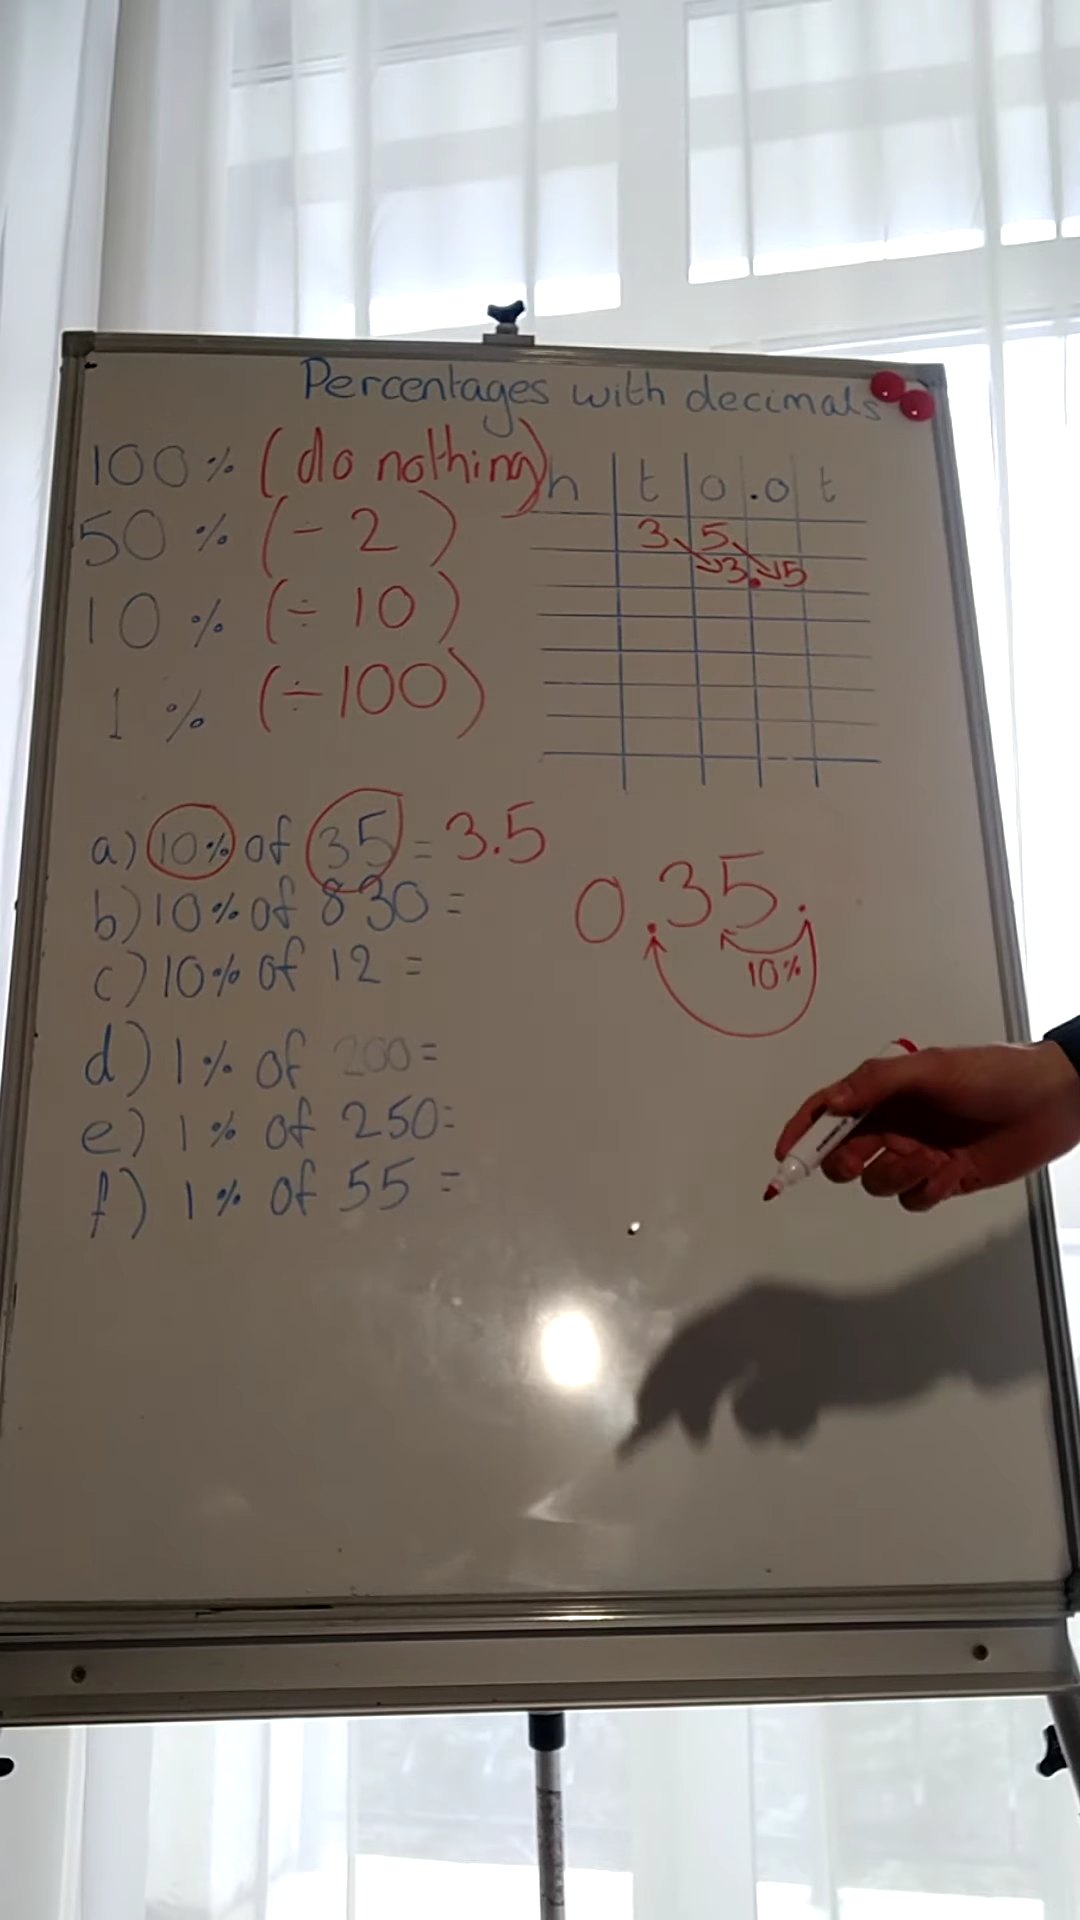 Percentages with decimals
100% (do nothing)
50% (÷ 2)
10% (÷ 10)
1% (÷100)
h t o .o t
3 5
3.5
a) 10% of 35 = 3.5
b) 10% of 830 =
c) 10% of 12 =
d) 1% of 200 =
e) 1% of 250 =
f) 1% of 55 =
0.35.
10%